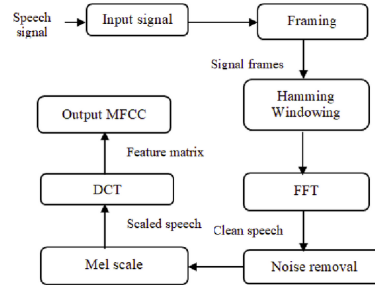 Speech
signal
Input signal
Framing
Signal frames
Hamming
Windowing
FFT
Clean speech
Noise removal
Mel scale
Scaled speech
DCT
Feature matrix
Output MFCC